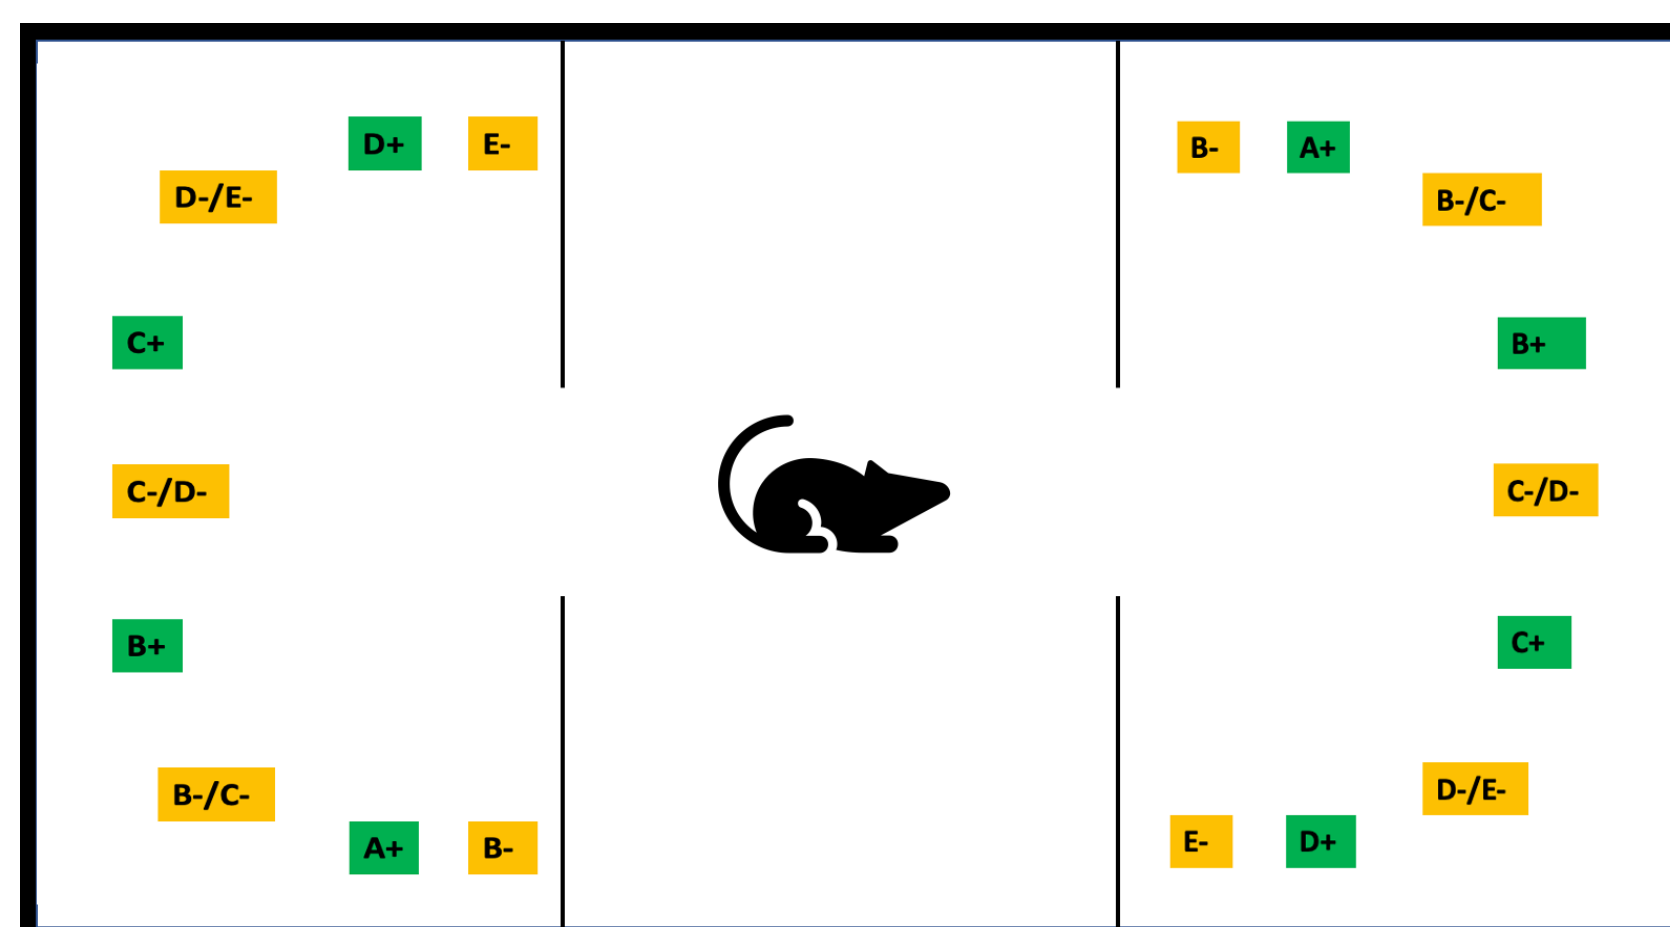 D+ E-
D-/E-
C+
C-/D-
B+
B-/C-
A+ B-
B- A+
B-/C-
B+
C-/D-
C+
D-/E-
E- D+